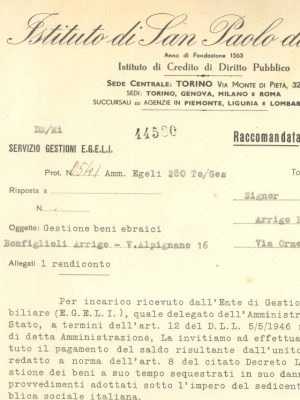 Istituto di San Paolo d
Anno di Fondazione 1563
Istituto di Credito di Diritto Pubblico
SEDE CENTRALE: TORINO VIA MONTE DI PIETÀ, 32
SEDI: TORINO, GENOVA, MILANO E ROMA
SUCCURSALI ED AGENZIE IN PIEMONTE, LIGURIA E LOMBAR
DM/Mi
44580
Raccomandata
SERVIZIO GESTIONI E.G.E.L.I.
Prot. N. 0541 Amm. Egeli 280 To/Ges
Risposta a
Signor
N.
Arrigo
Oggetto: Gestione beni ebraici
Bonfiglioli Arrigo - V.Alpignano 16
Via
Allegati 1 rendiconto
Per incarico ricevuto dall'Ente di Gestio
biliare (E.G.E.L.I.), quale delegato dell'Amministra
Stato, a termini dell'art. 12 del D.L.L. 5/5/1946
di detta Amministrazione, La invitiamo ad effettua
tuo il pagamento del saldo risultante dall'unito
redatto a norma dell'art. 8 del citato Decreto L
stione dei beni a suo tempo sequestrati in suo dann
provvedimenti adottati sotto l'impero del sedicent
blica sociale italiana.